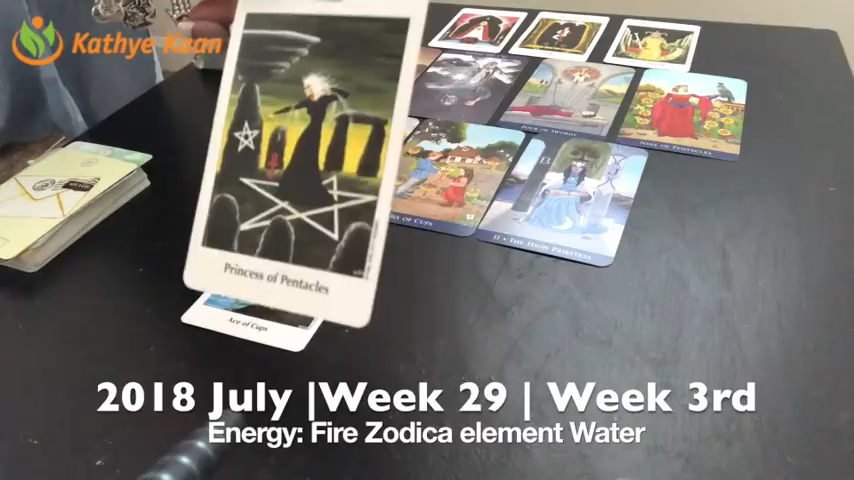 Kathye Kaan
FOUR OF SWORDS
NINE OF PENTACLES
SIX OF CUPS
II • THE HIGH PRIESTESS
Princess of Pentacles
Ace of Cups
2018 July |Week 29 | Week 3rd
Energy: Fire Zodica element Water